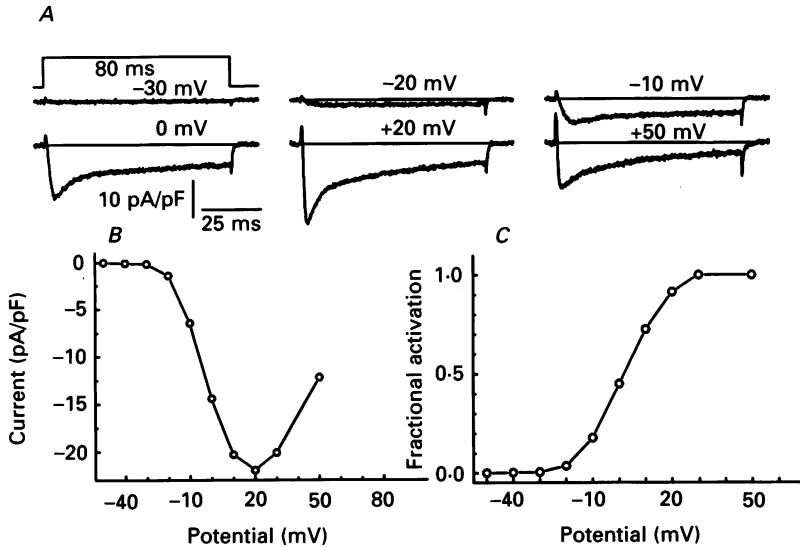 A
80 ms
−30 mV
−20 mV
−10 mV
0 mV
+20 mV
+50 mV
10 pA/pF
25 ms
B
C
0
−5
−10
−15
−20
Current (pA/pF)
−40
−10
20
50
80
Potential (mV)
1·0
0·5
0·0
Fractional activation
−40
−10
20
50
Potential (mV)